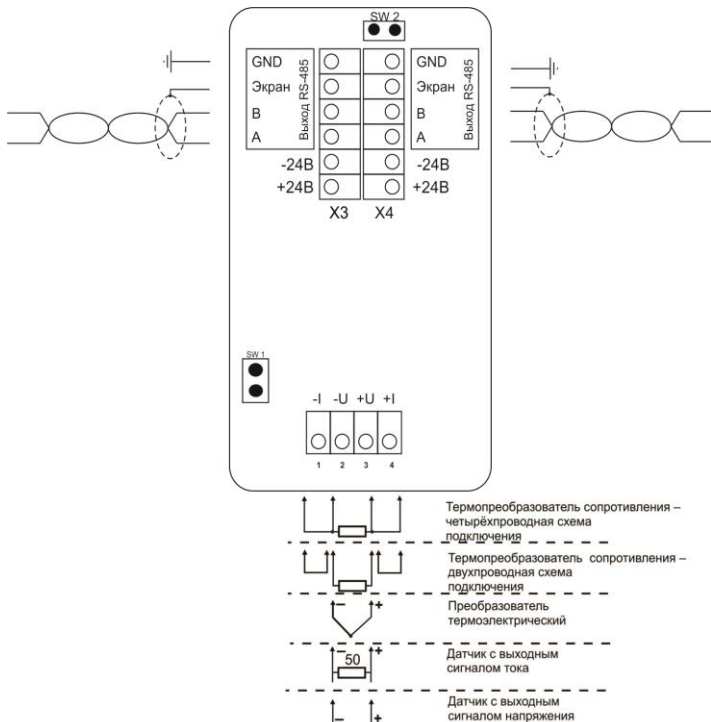 SW 2
GND
Экран
B
A
Выход RS-485
-24В
+24В
GND
Экран
B
A
Выход RS-485
-24В
+24В
X3 X4
SW 1
-I -U +U +I
1 2 3 4
Термопреобразователь сопротивления –
четырёхпроводная схема
подключения
Термопреобразователь сопротивления –
двухпроводная схема
подключения
– +
Преобразователь
термоэлектрический
– +
50
Датчик с выходным
сигналом тока
– +
Датчик с выходным
сигналом напряжения